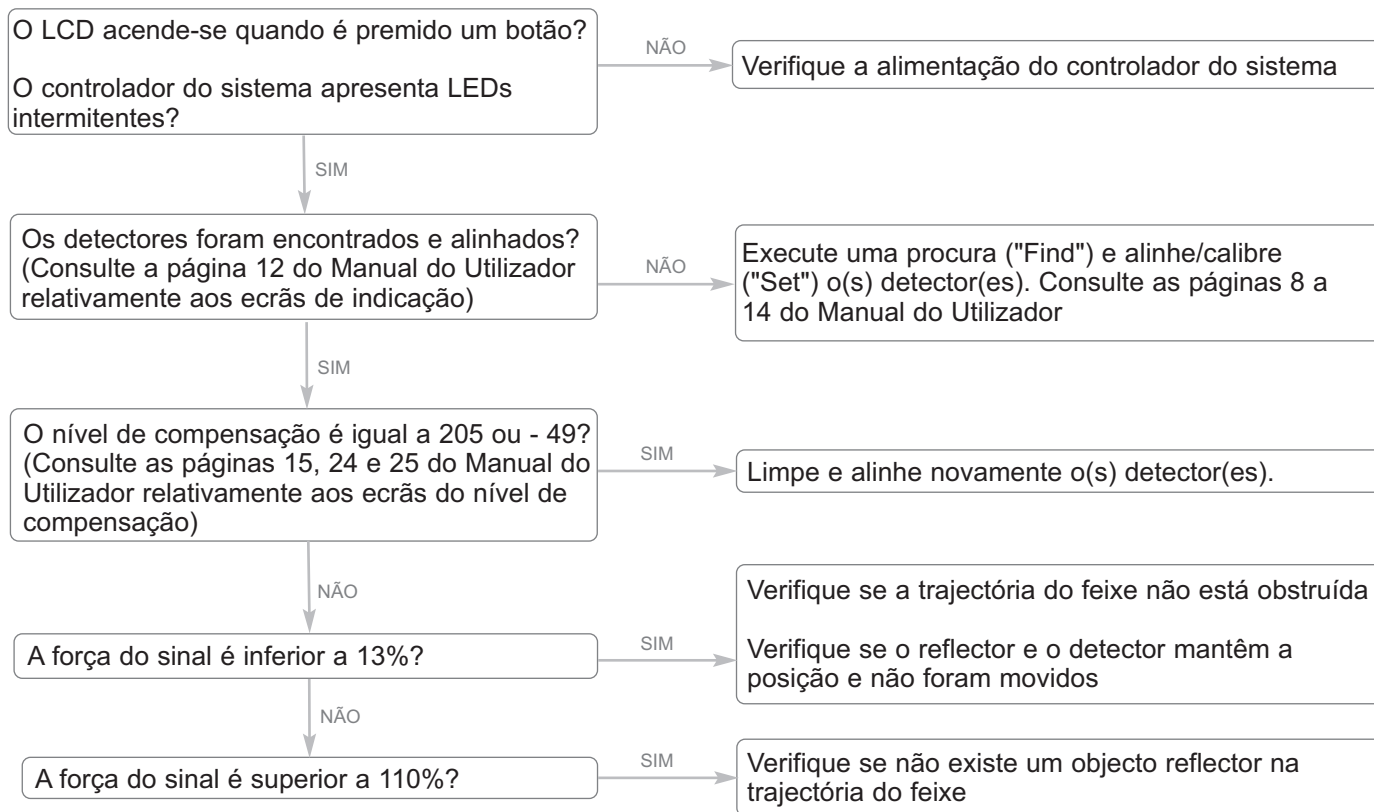 O LCD acende-se quando é premido um botão?
O controlador do sistema apresenta LEDs
intermitentes?
NÃO
Verifique a alimentação do controlador do sistema
SIM
Os detectores foram encontrados e alinhados?
(Consulte a página 12 do Manual do Utilizador
relativamente aos ecrãs de indicação)
NÃO
Execute uma procura ("Find") e alinhe/calibre
("Set") o(s) detector(es). Consulte as páginas 8 a
14 do Manual do Utilizador
SIM
O nível de compensação é igual a 205 ou - 49?
(Consulte as páginas 15, 24 e 25 do Manual do
Utilizador relativamente aos ecrãs do nível de
compensação)
SIM
Limpe e alinhe novamente o(s) detector(es).
NÃO
A força do sinal é inferior a 13%?
SIM
Verifique se a trajectória do feixe não está obstruída
Verifique se o reflector e o detector mantêm a
posição e não foram movidos
NÃO
A força do sinal é superior a 110%?
SIM
Verifique se não existe um objecto reflector na
trajectória do feixe